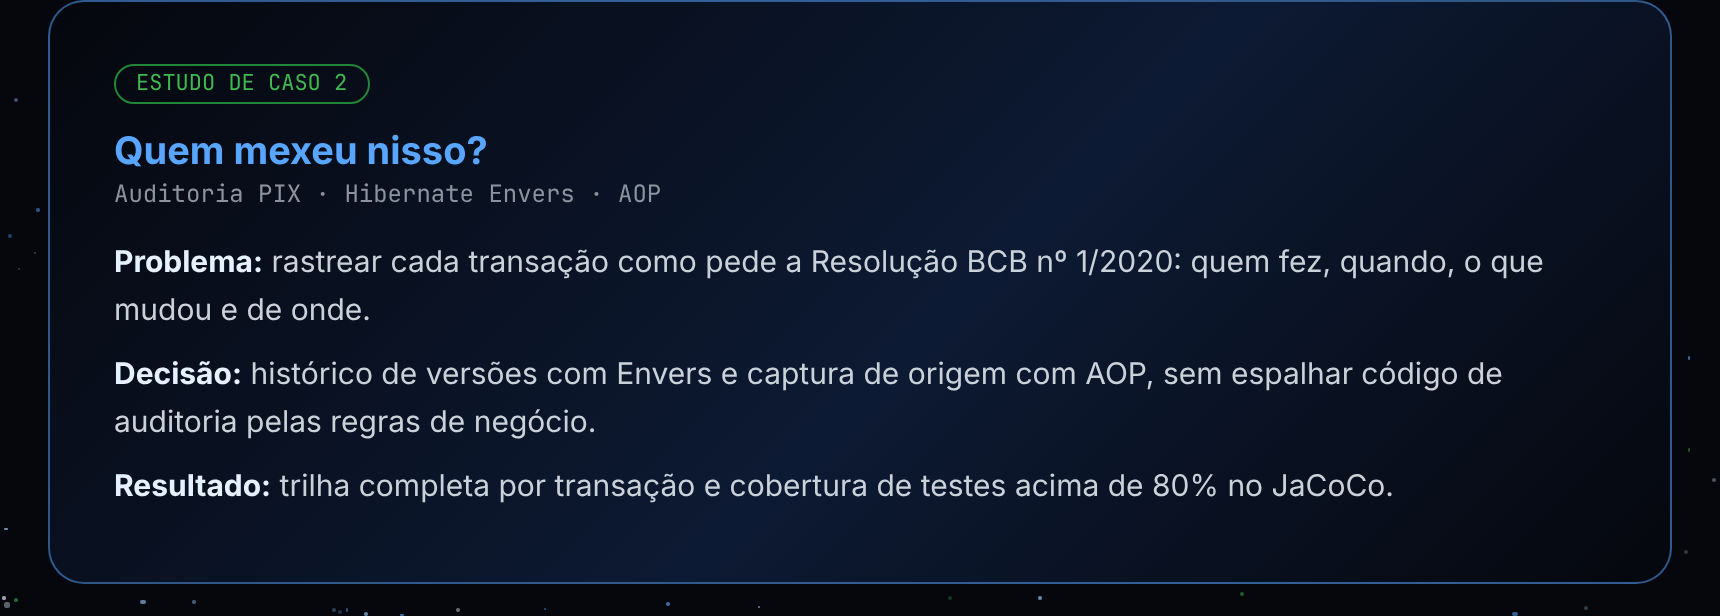 ESTUDO DE CASO 2
Quem mexeu nisso?
Auditoria PIX · Hibernate Envers · AOP
Problema: rastrear cada transação como pede a Resolução BCB nº 1/2020: quem fez, quando, o que
mudou e de onde.
Decisão: histórico de versões com Envers e captura de origem com AOP, sem espalhar código de
auditoria pelas regras de negócio.
Resultado: trilha completa por transação e cobertura de testes acima de 80% no JaCoCo.